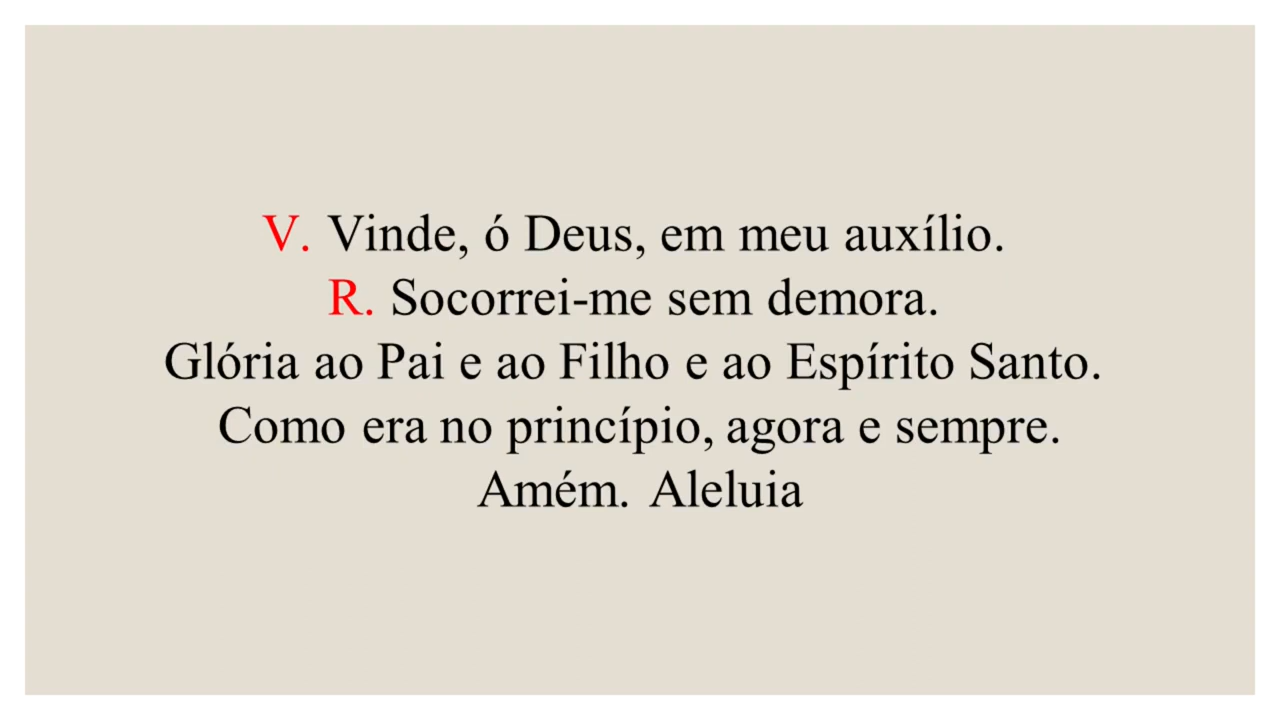 V. Vinde, ó Deus, em meu auxílio.
R. Socorrei-me sem demora.
Glória ao Pai e ao Filho e ao Espírito Santo.
Como era no princípio, agora e sempre.
Amém. Aleluia